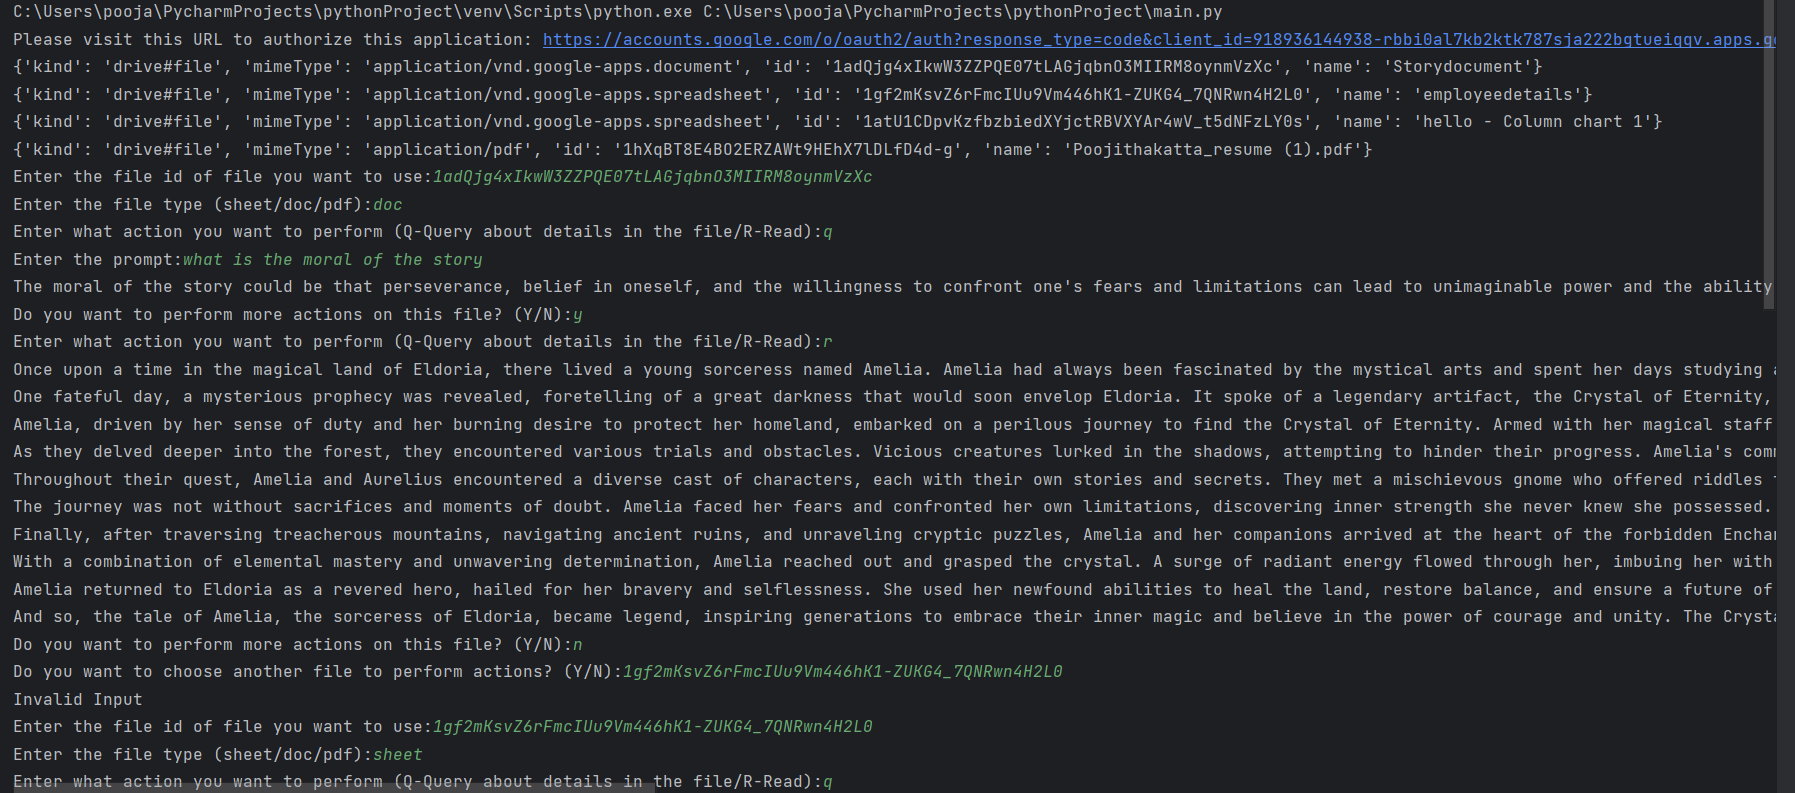 C:\Users\pooja\PycharmProjects\pythonProject\venv\Scripts\python.exe C:\Users\pooja\PycharmProjects\pythonProject\main.py
Please visit this URL to authorize this application: https://accounts.google.com/o/oauth2/auth?response_type=code&client_id=918936144938-rbbi0al7kb2ktk787sja222bqtueiqqv.apps.go
{'kind': 'drive#file', 'mimeType': 'application/vnd.google-apps.document', 'id': '1adQjg4xIkwW3ZZPQE07tLAGjqbnO3MIIRM8oynmVzXc', 'name': 'Storydocument'}
{'kind': 'drive#file', 'mimeType': 'application/vnd.google-apps.spreadsheet', 'id': '1gf2mKsvZ6rFmcIUu9Vm446hK1-ZUKG4_7QNRwn4H2L0', 'name': 'employeedetails'}
{'kind': 'drive#file', 'mimeType': 'application/vnd.google-apps.spreadsheet', 'id': '1atU1CDpvKzfbzbiedXYjctRBVXYAr4wV_t5dNFzLY0s', 'name': 'hello - Column chart 1'}
{'kind': 'drive#file', 'mimeType': 'application/pdf', 'id': '1hXqBT8E4BO2ERZAWt9HEhX7lDLfD4d-g', 'name': 'Poojithakatta_resume (1).pdf'}
Enter the file id of file you want to use:1adQjg4xIkwW3ZZPQE07tLAGjqbnO3MIIRM8oynmVzXc
Enter the file type (sheet/doc/pdf):doc
Enter what action you want to perform (Q-Query about details in the file/R-Read):q
Enter the prompt:what is the moral of the story
The moral of the story could be that perseverance, belief in oneself, and the willingness to confront one's fears and limitations can lead to unimaginable power and the ability
Do you want to perform more actions on this file? (Y/N):y
Enter what action you want to perform (Q-Query about details in the file/R-Read):r
Once upon a time in the magical land of Eldoria, there lived a young sorceress named Amelia. Amelia had always been fascinated by the mystical arts and spent her days studying
One fateful day, a mysterious prophecy was revealed, foretelling of a great darkness that would soon envelop Eldoria. It spoke of a legendary artifact, the Crystal of Eternity,
Amelia, driven by her sense of duty and her burning desire to protect her homeland, embarked on a perilous journey to find the Crystal of Eternity. Armed with her magical staff
As they delved deeper into the forest, they encountered various trials and obstacles. Vicious creatures lurked in the shadows, attempting to hinder their progress. Amelia's com
Throughout their quest, Amelia and Aurelius encountered a diverse cast of characters, each with their own stories and secrets. They met a mischievous gnome who offered riddles
The journey was not without sacrifices and moments of doubt. Amelia faced her fears and confronted her own limitations, discovering inner strength she never knew she possessed.
Finally, after traversing treacherous mountains, navigating ancient ruins, and unraveling cryptic puzzles, Amelia and her companions arrived at the heart of the forbidden Encha
With a combination of elemental mastery and unwavering determination, Amelia reached out and grasped the crystal. A surge of radiant energy flowed through her, imbuing her with
Amelia returned to Eldoria as a revered hero, hailed for her bravery and selflessness. She used her newfound abilities to heal the land, restore balance, and ensure a future of
And so, the tale of Amelia, the sorceress of Eldoria, became legend, inspiring generations to embrace their inner magic and believe in the power of courage and unity. The Crysta
Do you want to perform more actions on this file? (Y/N):n
Do you want to choose another file to perform actions? (Y/N):1gf2mKsvZ6rFmcIUu9Vm446hK1-ZUKG4_7QNRwn4H2L0
Invalid Input
Enter the file id of file you want to use:1gf2mKsvZ6rFmcIUu9Vm446hK1-ZUKG4_7QNRwn4H2L0
Enter the file type (sheet/doc/pdf):sheet
Enter what action you want to perform (Q-Query about details in the file/R-Read):q